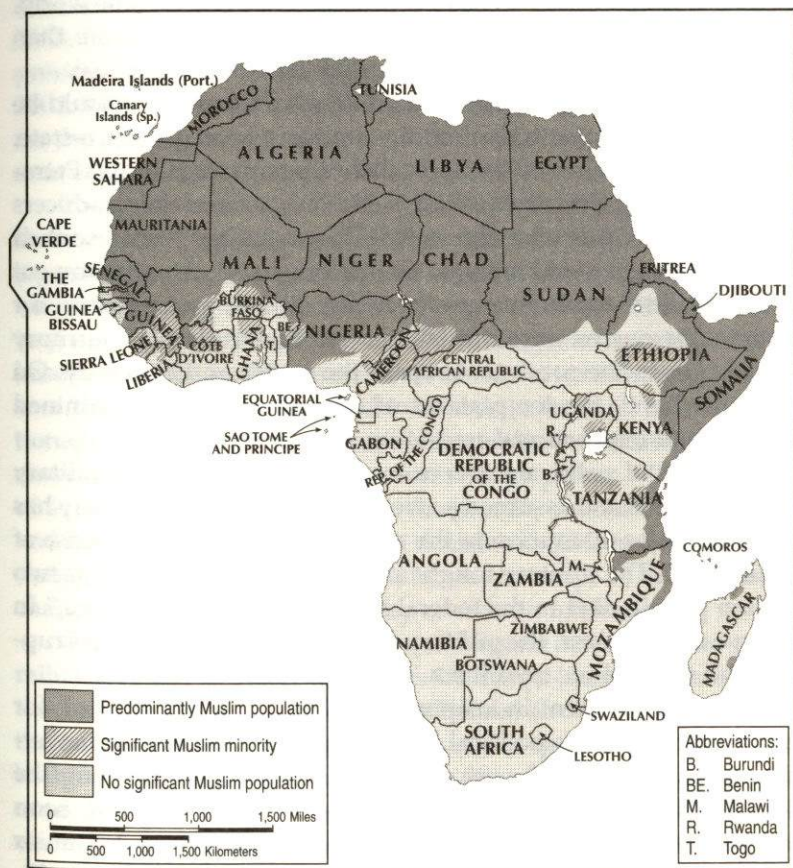 Madeira Islands (Port.)
Canary
Islands (Sp.)
MOROCCO
TUNISIA
ALGERIA
LIBYA
EGYPT
WESTERN
SAHARA
MAURITANIA
MALI
NIGER
CHAD
SUDAN
ERITREA
DJIBOUTI
CAPE
VERDE
SENEGAL
THE
GAMBIA
GUINEA
BISSAU
GUINEA
SIERRA LEONE
LIBERIA
CÔTE
D'IVOIRE
BURKINA
FASO
GHANA
T.
BE.
NIGERIA
CAMEROON
CENTRAL
AFRICAN REPUBLIC
ETHIOPIA
SOMALIA
EQUATORIAL
GUINEA
SAO TOME
AND PRINCIPE
GABON
REP. OF THE CONGO
DEMOCRATIC
REPUBLIC
OF THE
CONGO
UGANDA
KENYA
R.
B.
TANZANIA
ANGOLA
ZAMBIA
M.
COMOROS
MOZAMBIQUE
MADAGASCAR
ZIMBABWE
NAMIBIA
BOTSWANA
SWAZILAND
SOUTH
AFRICA
LESOTHO
Predominantly Muslim population
Significant Muslim minority
No significant Muslim population
0 500 1,000 1,500 Miles
0 500 1,000 1,500 Kilometers
Abbreviations:
B. Burundi
BE. Benin
M. Malawi
R. Rwanda
T. Togo